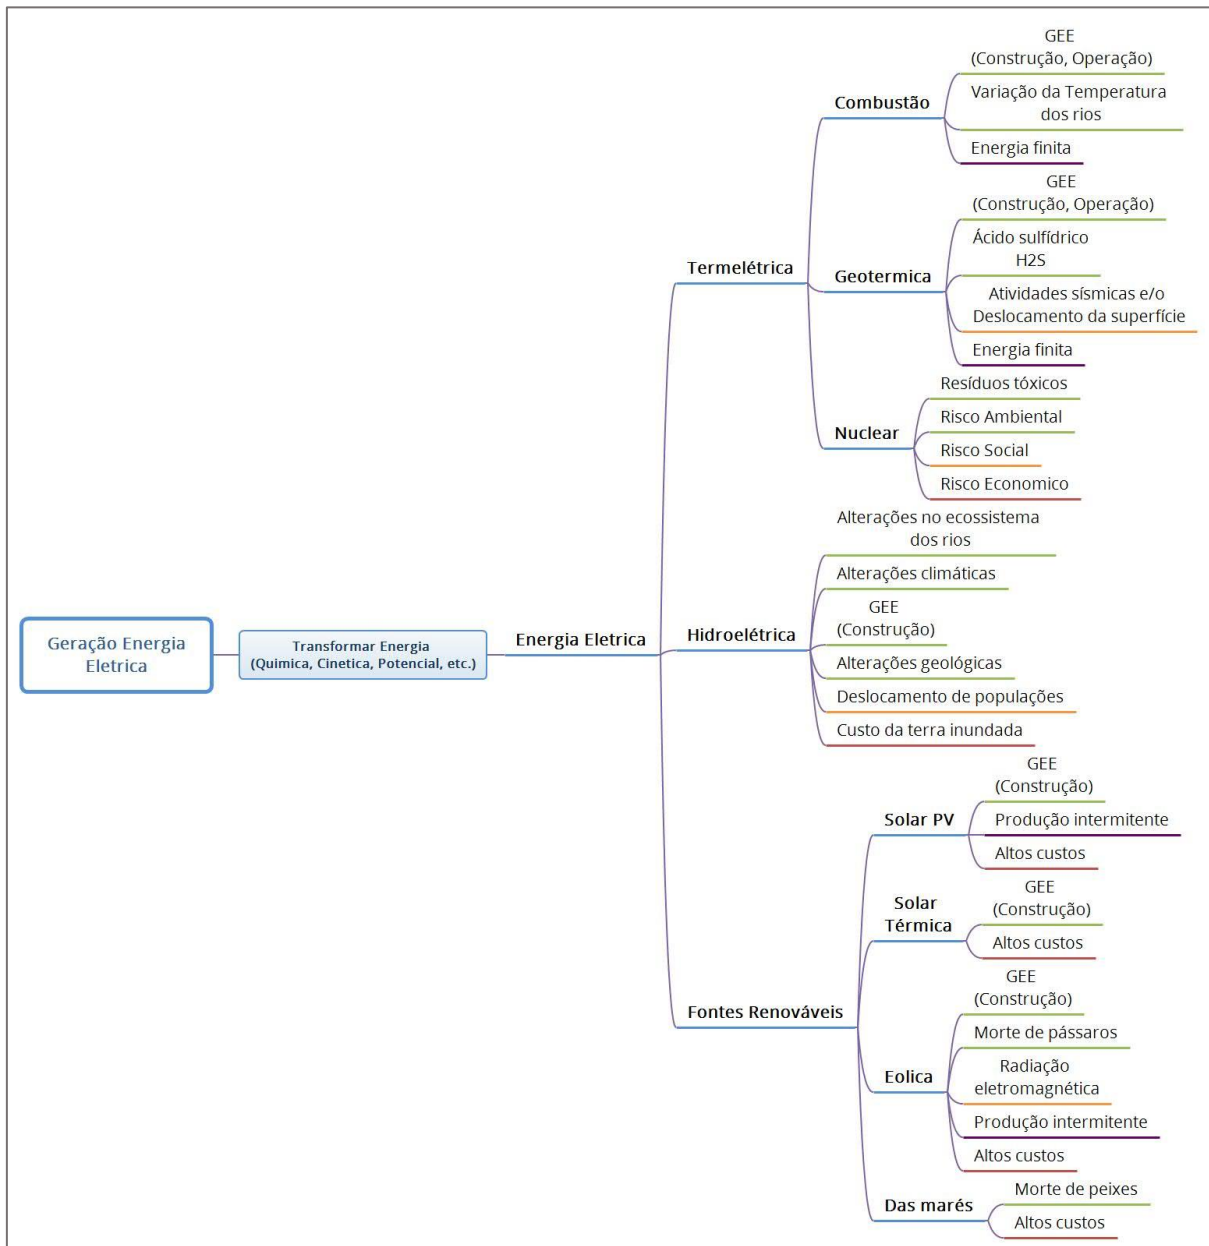 Geração Energia
Eletrica
Transformar Energia
(Quimica, Cinetica, Potencial, etc.)
Energia Eletrica
Termelétrica
Combustão
GEE
(Construção, Operação)
Variação da Temperatura
dos rios
Energia finita
Geotermica
GEE
(Construção, Operação)
Ácido sulfídrico
H2S
Atividades sísmicas e/o
Deslocamento da superfície
Energia finita
Nuclear
Resíduos tóxicos
Risco Ambiental
Risco Social
Risco Economico
Hidroelétrica
Alterações no ecossistema
dos rios
Alterações climáticas
GEE
(Construção)
Alterações geológicas
Deslocamento de populações
Custo da terra inundada
Fontes Renováveis
Solar PV
GEE
(Construção)
Produção intermitente
Altos custos
Solar
Térmica
GEE
(Construção)
Altos custos
Eolica
GEE
(Construção)
Morte de pássaros
Radiação
eletromagnética
Produção intermitente
Altos custos
Das marés
Morte de peixes
Altos custos